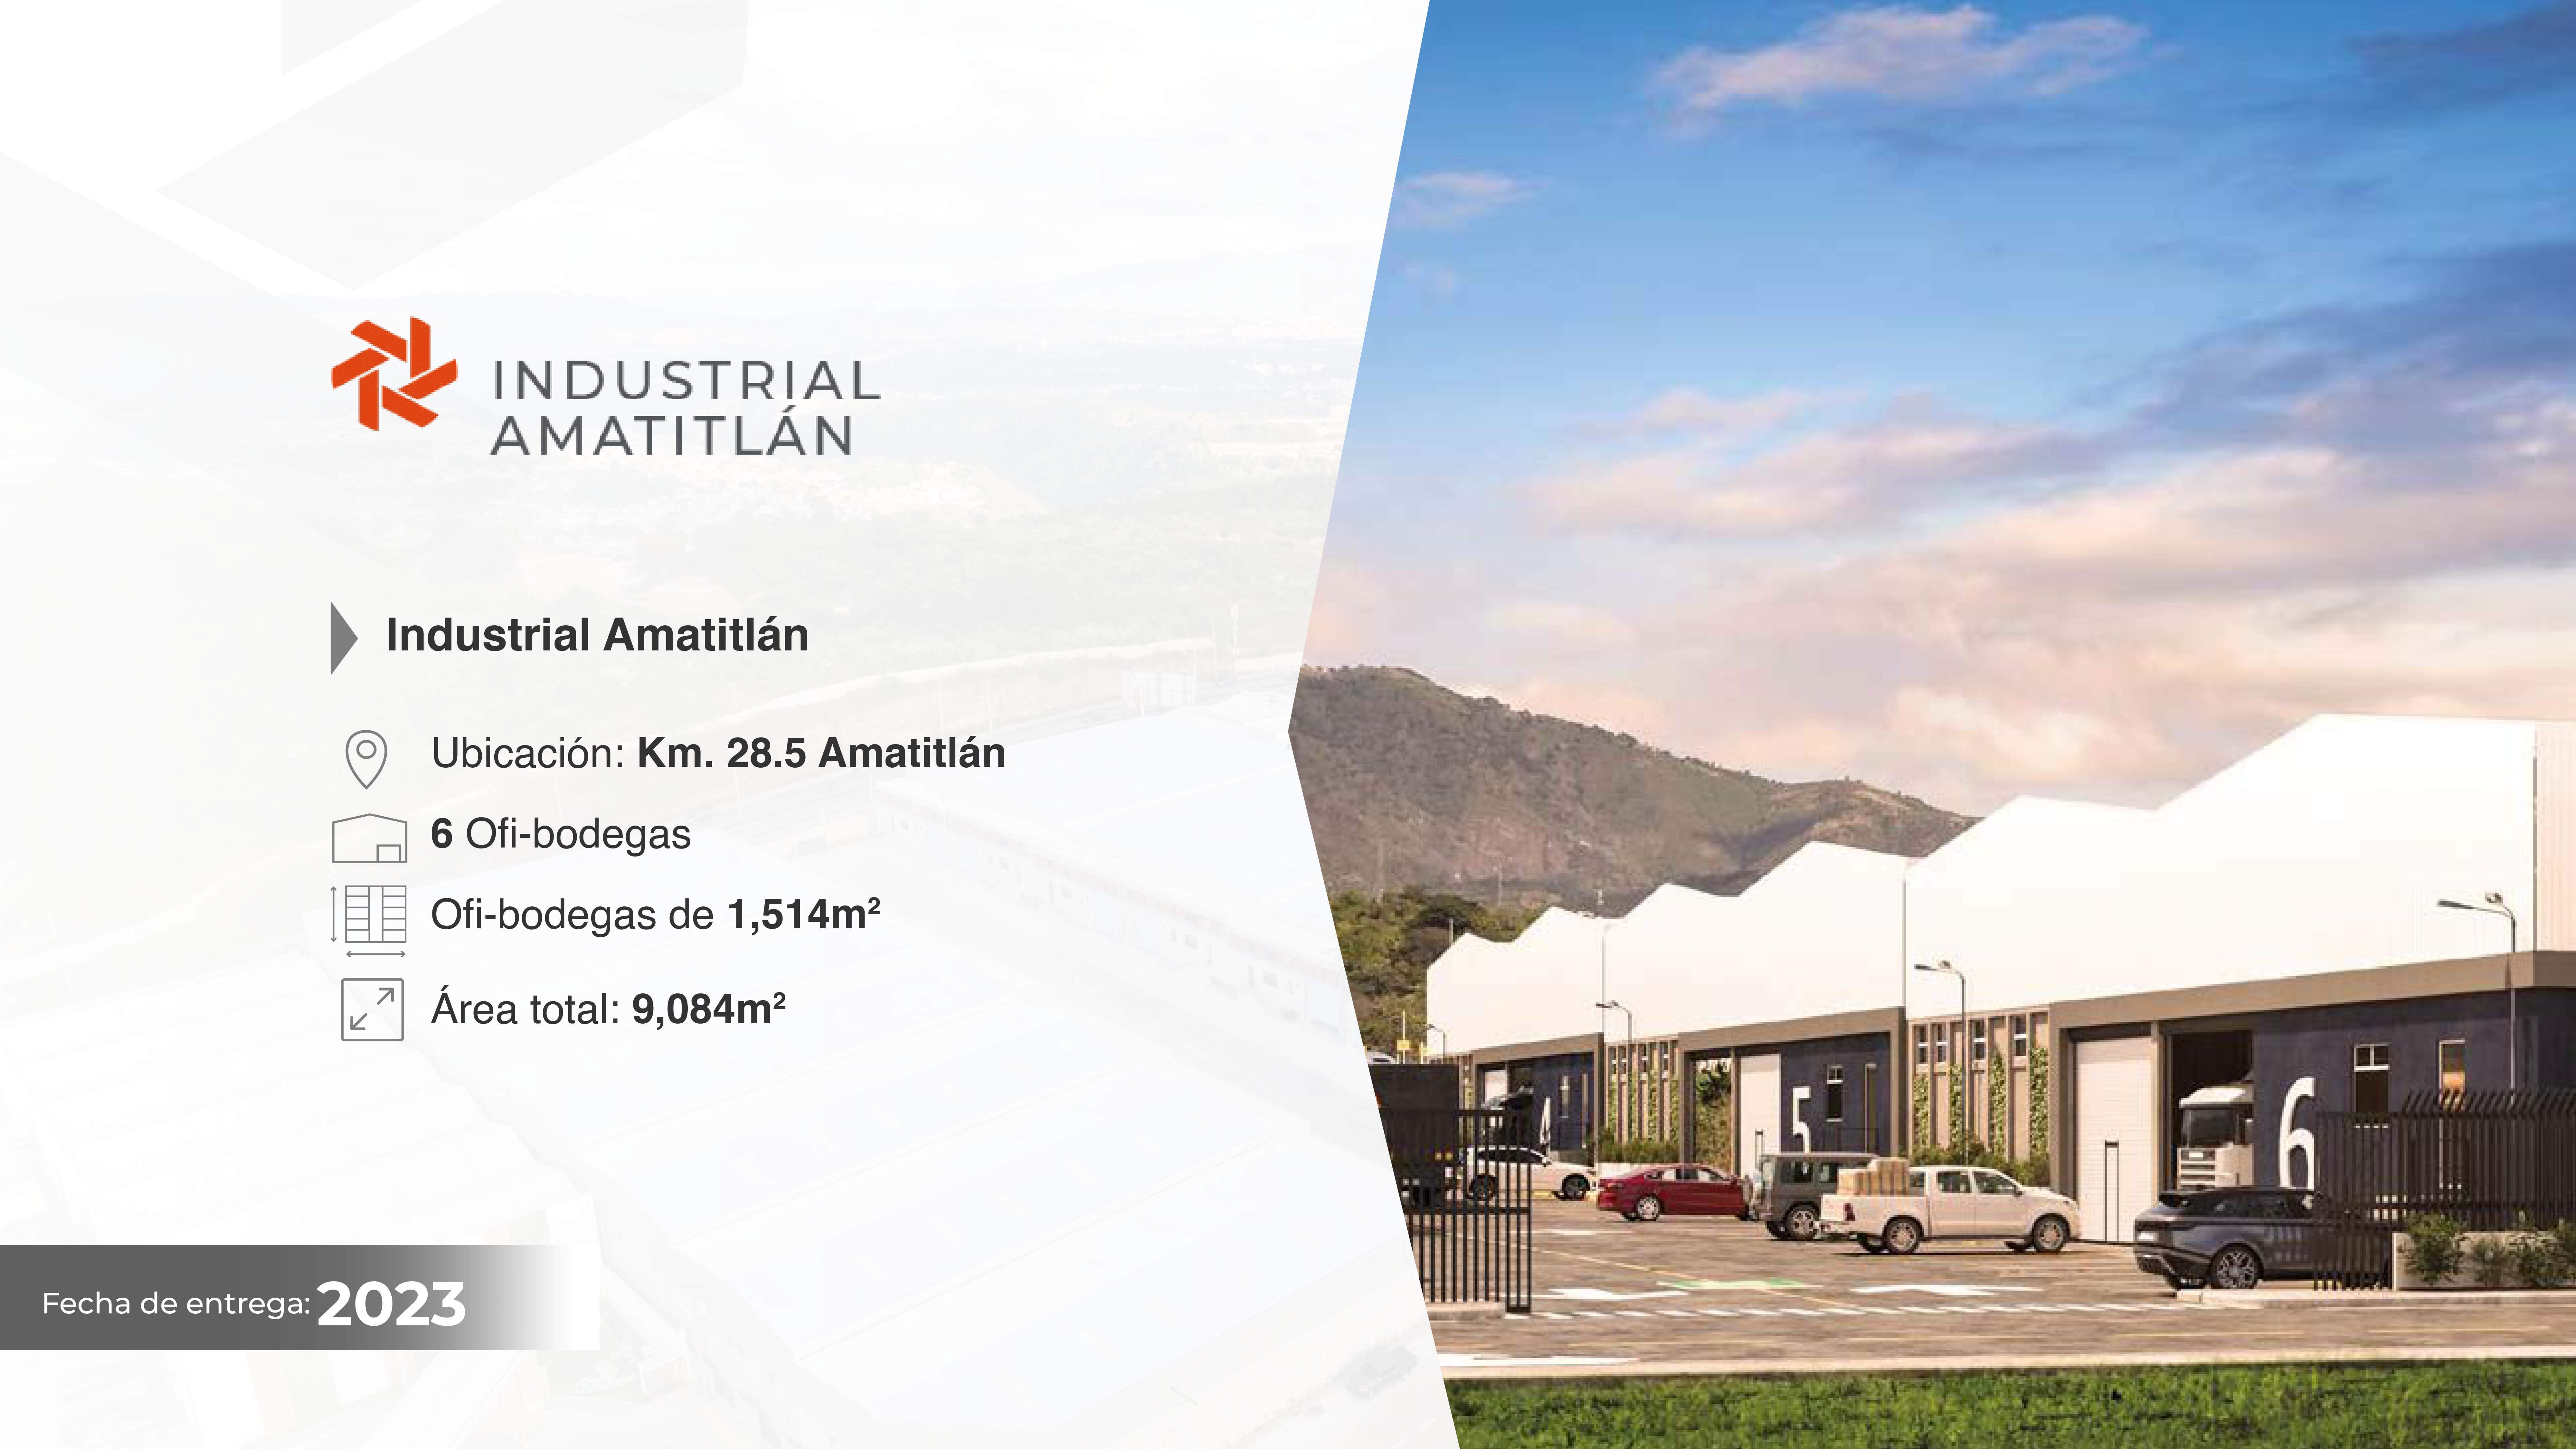 INDUSTRIAL
AMATITLÁN
Industrial Amatitlán
Ubicación: Km. 28.5 Amatitlán
6 Ofi-bodegas
Ofi-bodegas de 1,514m²
Área total: 9,084m²
Fecha de entrega: 2023
4
5
6